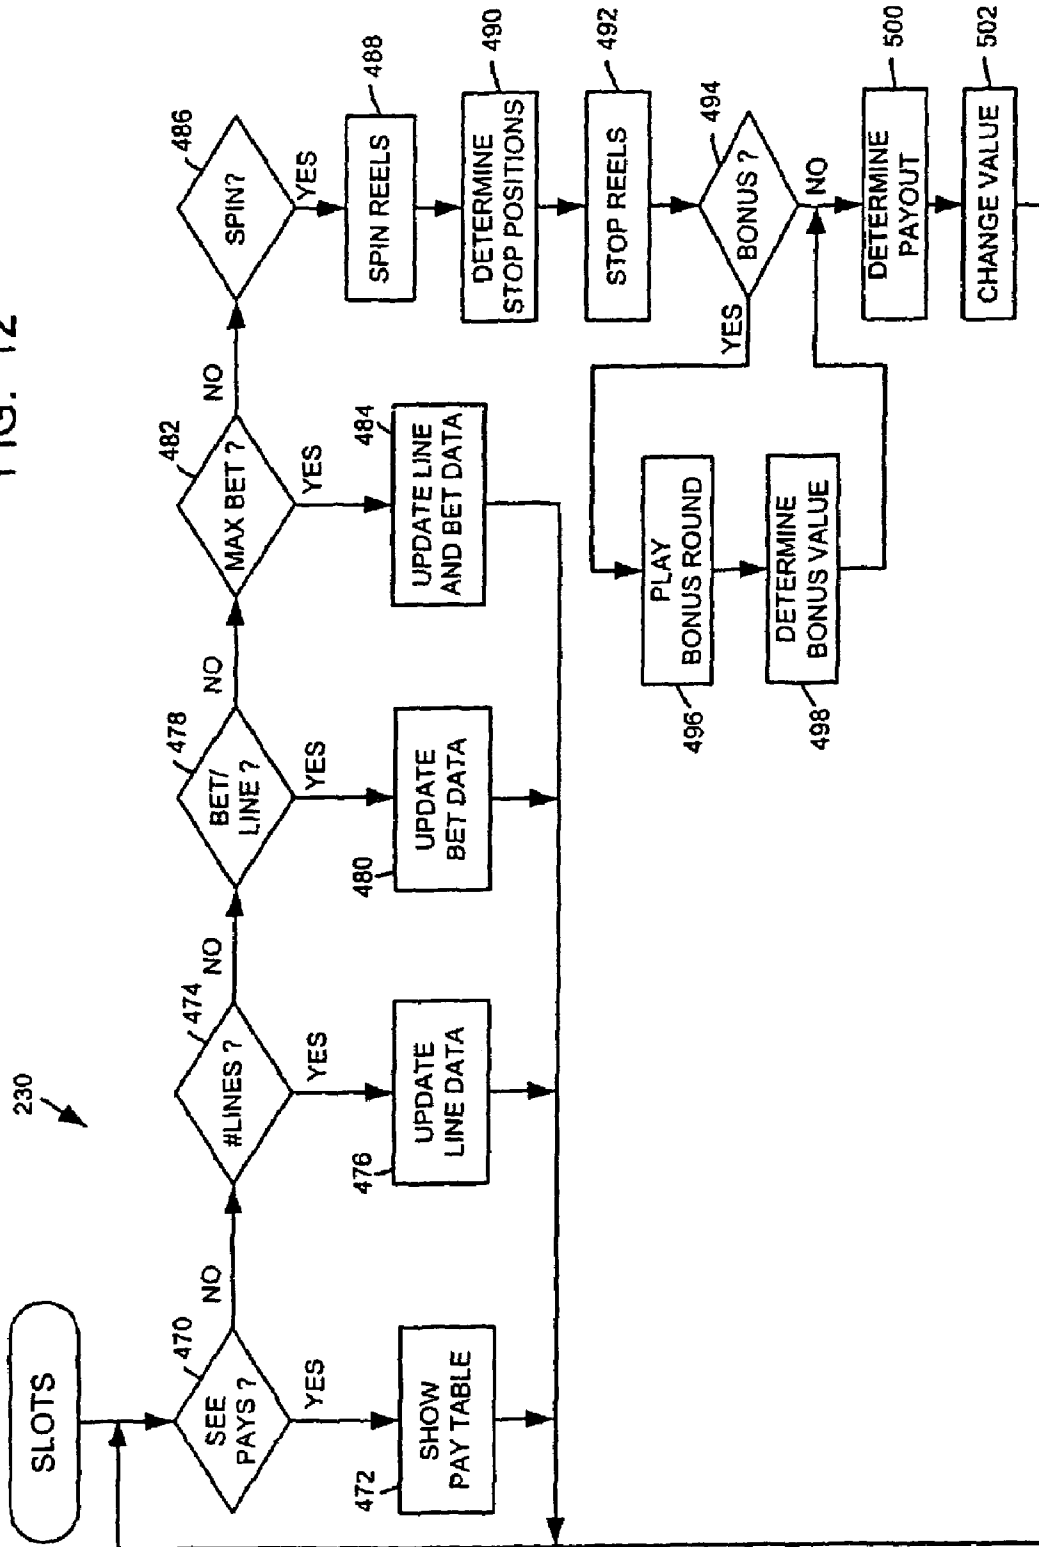 FIG. 12
230
SLOTS
470
SEE
PAYS ?
NO
YES
472
SHOW
PAY TABLE
474
#LINES ?
NO
YES
476
UPDATE
LINE DATA
478
BET/
LINE ?
NO
YES
480
UPDATE
BET DATA
482
MAX BET ?
NO
YES
484
UPDATE LINE
AND BET DATA
486
SPIN?
YES
488
SPIN REELS
490
DETERMINE
STOP POSITIONS
492
STOP REELS
494
BONUS ?
YES
NO
496
PLAY
BONUS ROUND
498
DETERMINE
BONUS VALUE
500
DETERMINE
PAYOUT
502
CHANGE VALUE